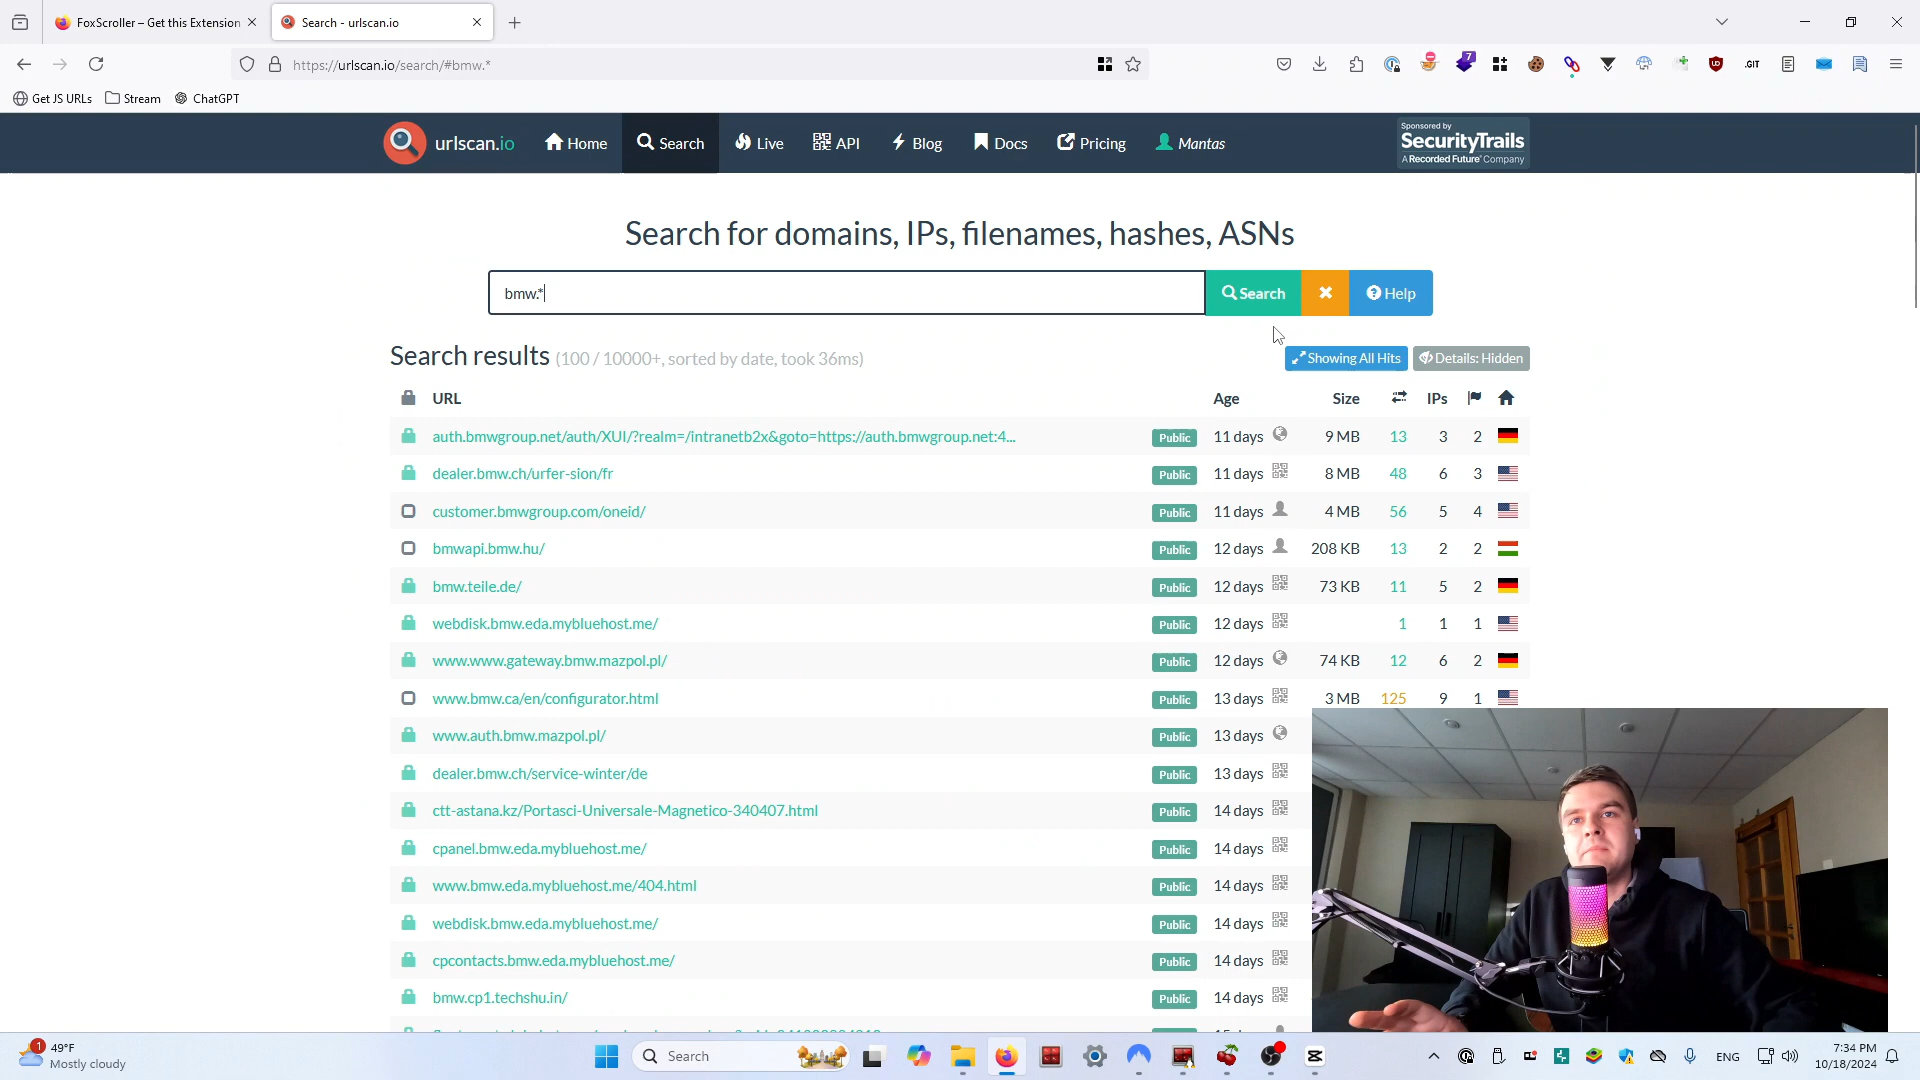 FoxScroller – Get this Extension
Search - urlscan.io
https://urlscan.io/search/#bmw.*
7
.GIT
Get JS URLs
Stream
ChatGPT
urlscan.io
Home
Search
Live
API
Blog
Docs
Pricing
Mantas
Sponsored by
SecurityTrails
A Recorded Future® Company
Search for domains, IPs, filenames, hashes, ASNs
bmw.*
Search
Help
Search results (100 / 10000+, sorted by date, took 36ms)
Showing All Hits
Details: Hidden
URL Age Size IPs
auth.bmwgroup.net/auth/XUI/?realm=/intranetb2x&goto=https://auth.bmwgroup.net:4... Public 11 days 9 MB 13 3 2
dealer.bmw.ch/urfer-sion/fr Public 11 days 8 MB 48 6 3
customer.bmwgroup.com/oneid/ Public 11 days 4 MB 56 5 4
bmwapi.bmw.hu/ Public 12 days 208 KB 13 2 2
bmw.teile.de/ Public 12 days 73 KB 11 5 2
webdisk.bmw.eda.mybluehost.me/ Public 12 days 1 1 1
www.www.gateway.bmw.mazpol.pl/ Public 12 days 74 KB 12 6 2
www.bmw.ca/en/configurator.html Public 13 days 3 MB 125 9 1
www.auth.bmw.mazpol.pl/ Public 13 days
dealer.bmw.ch/service-winter/de Public 13 days
ctt-astana.kz/Portasci-Universale-Magnetico-340407.html Public 14 days
cpanel.bmw.eda.mybluehost.me/ Public 14 days
www.bmw.eda.mybluehost.me/404.html Public 14 days
webdisk.bmw.eda.mybluehost.me/ Public 14 days
cpcontacts.bmw.eda.mybluehost.me/ Public 14 days
bmw.cp1.techshu.in/ Public 14 days
1
49°F
Mostly cloudy
Search
ENG
7:34 PM
10/18/2024